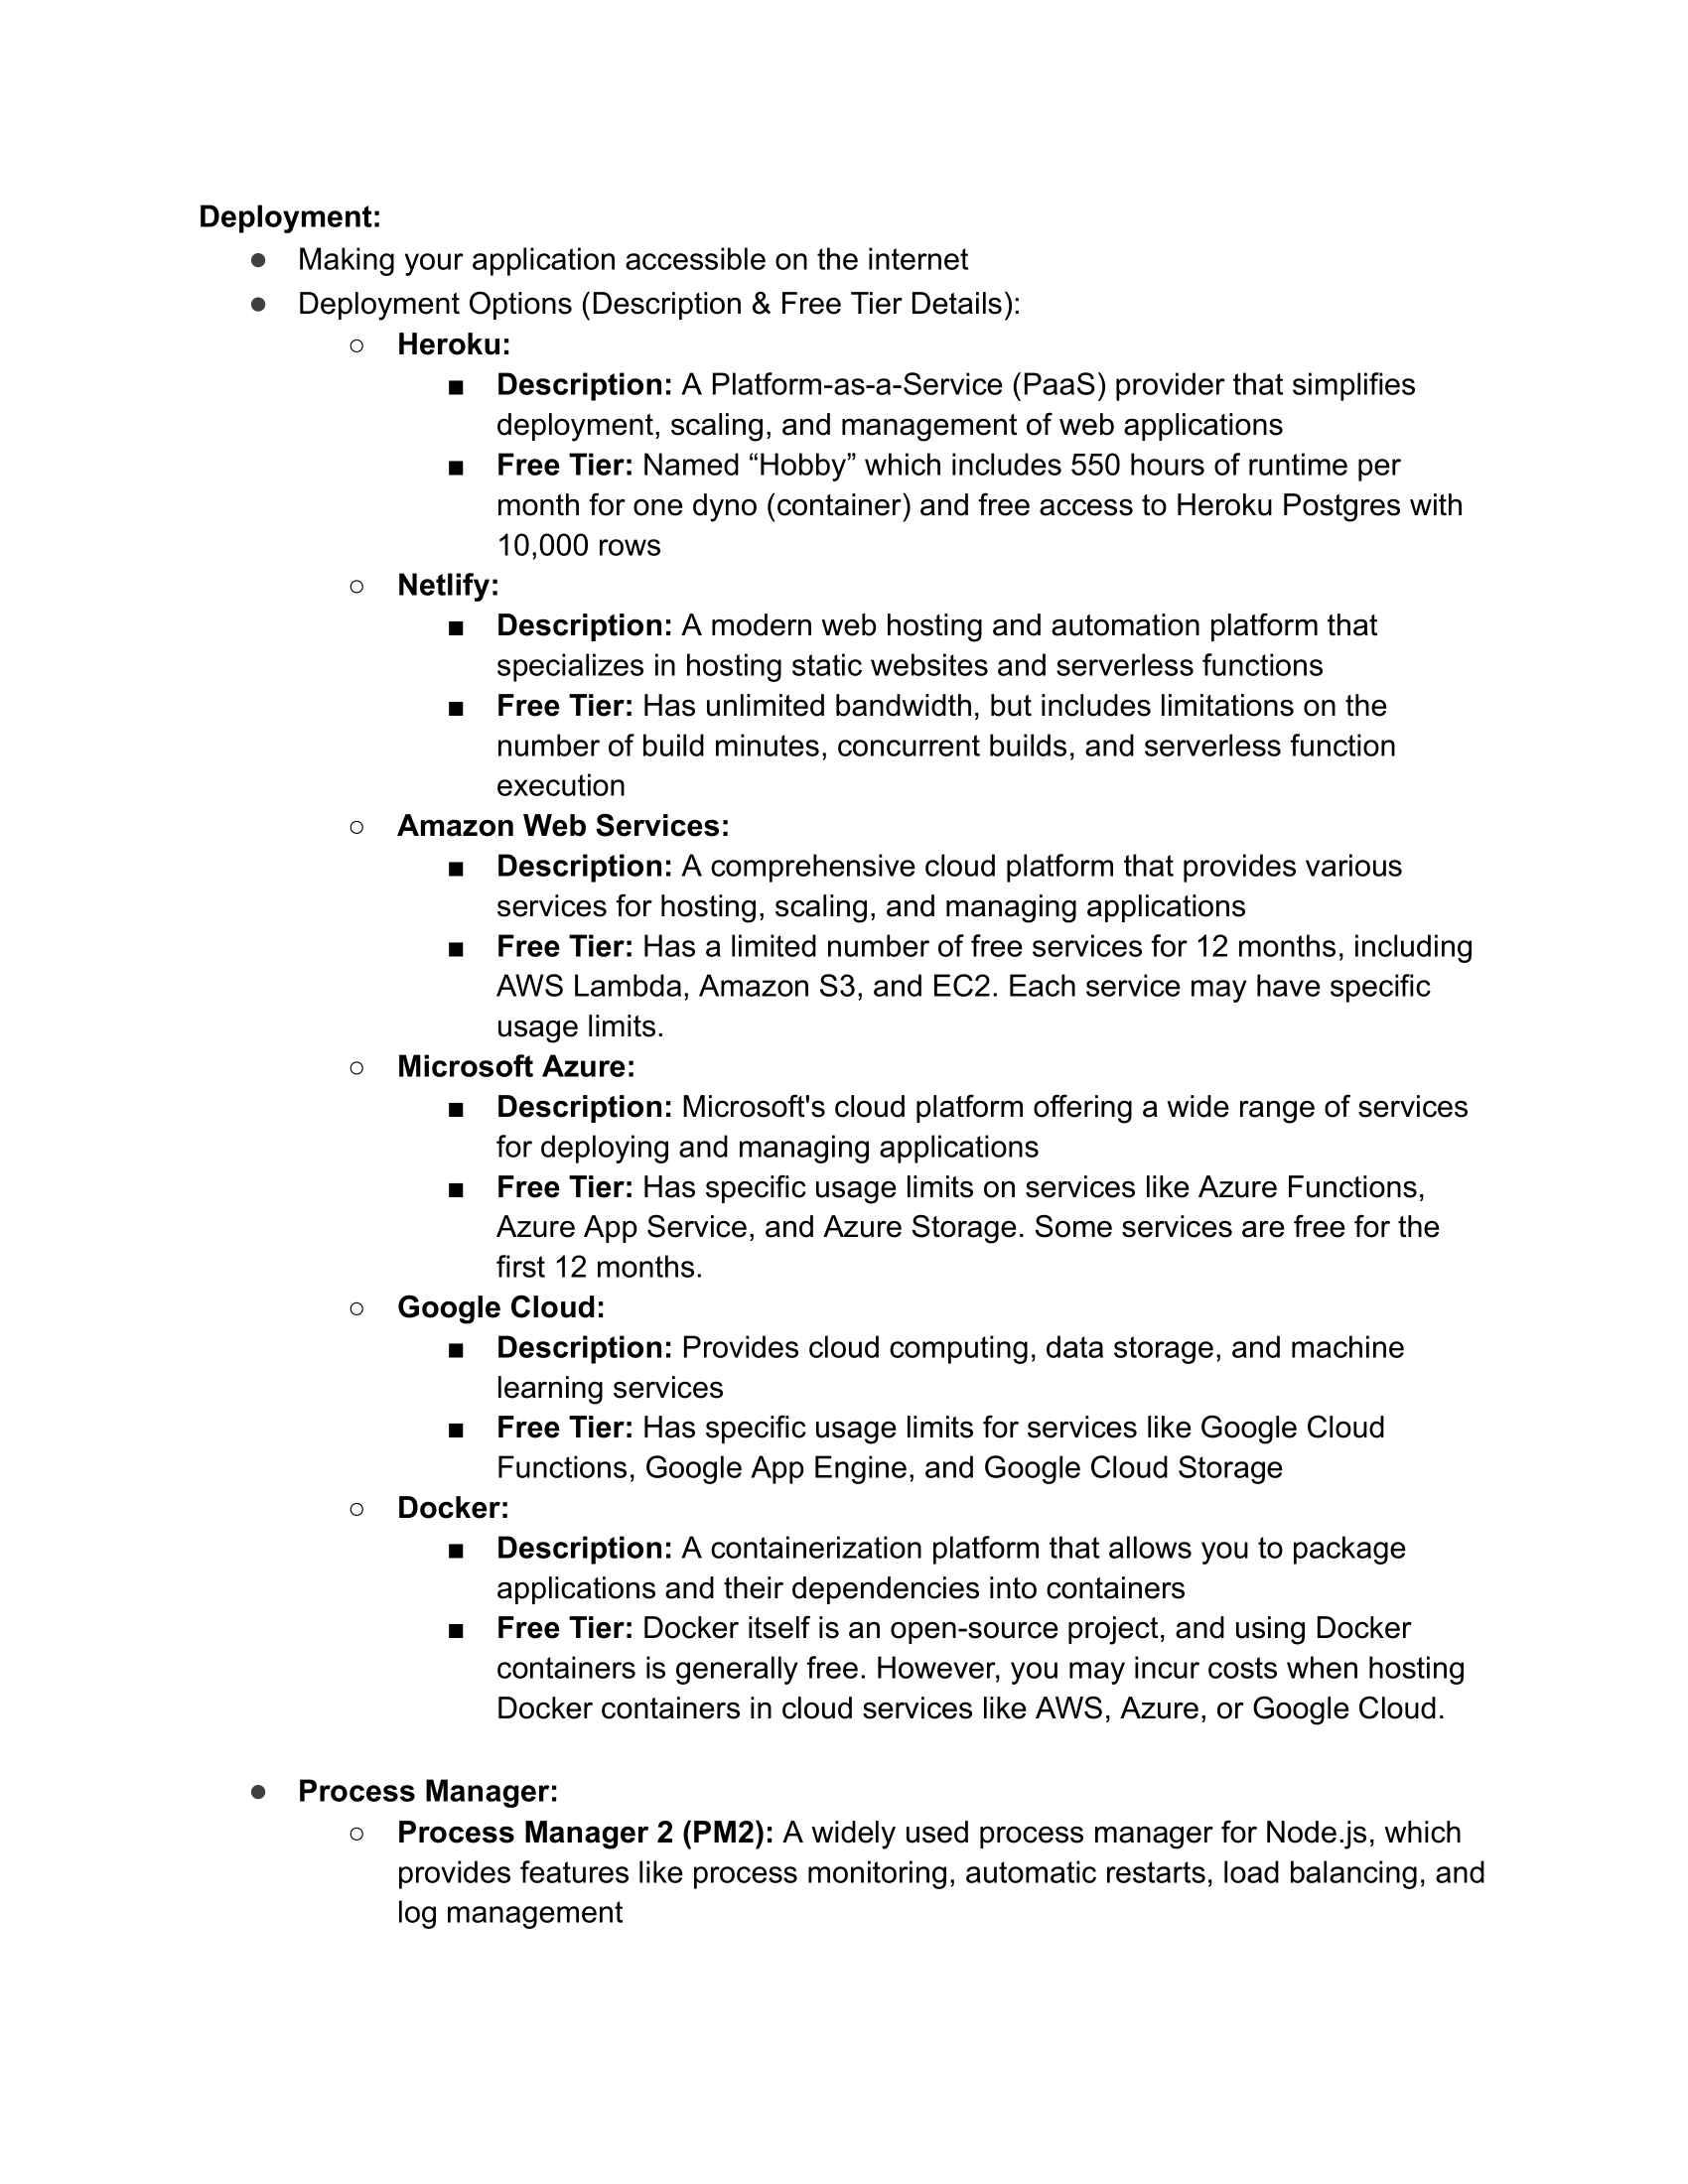 Deployment:
● Making your application accessible on the internet
● Deployment Options (Description & Free Tier Details):
○ Heroku:
■ Description: A Platform-as-a-Service (PaaS) provider that simplifies
deployment, scaling, and management of web applications
■ Free Tier: Named “Hobby” which includes 550 hours of runtime per
month for one dyno (container) and free access to Heroku Postgres with
10,000 rows
○ Netlify:
■ Description: A modern web hosting and automation platform that
specializes in hosting static websites and serverless functions
■ Free Tier: Has unlimited bandwidth, but includes limitations on the
number of build minutes, concurrent builds, and serverless function
execution
○ Amazon Web Services:
■ Description: A comprehensive cloud platform that provides various
services for hosting, scaling, and managing applications
■ Free Tier: Has a limited number of free services for 12 months, including
AWS Lambda, Amazon S3, and EC2. Each service may have specific
usage limits.
○ Microsoft Azure:
■ Description: Microsoft's cloud platform offering a wide range of services
for deploying and managing applications
■ Free Tier: Has specific usage limits on services like Azure Functions,
Azure App Service, and Azure Storage. Some services are free for the
first 12 months.
○ Google Cloud:
■ Description: Provides cloud computing, data storage, and machine
learning services
■ Free Tier: Has specific usage limits for services like Google Cloud
Functions, Google App Engine, and Google Cloud Storage
○ Docker:
■ Description: A containerization platform that allows you to package
applications and their dependencies into containers
■ Free Tier: Docker itself is an open-source project, and using Docker
containers is generally free. However, you may incur costs when hosting
Docker containers in cloud services like AWS, Azure, or Google Cloud.
● Process Manager:
○ Process Manager 2 (PM2): A widely used process manager for Node.js, which
provides features like process monitoring, automatic restarts, load balancing, and
log management